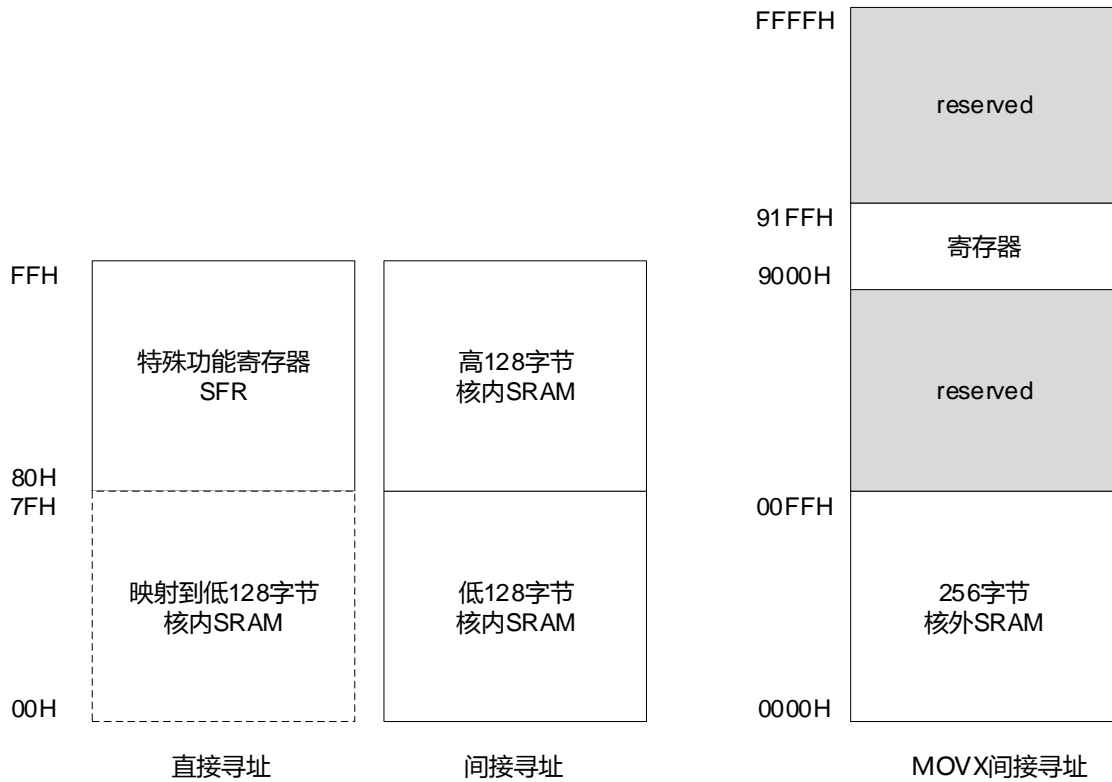 FFFFH
reserved
91FFH
寄存器
9000H
FFH
特殊功能寄存器
SFR
高128字节
核内SRAM
reserved
80H
7FH
00FFH
映射到低128字节
核内SRAM
低128字节
核内SRAM
256字节
核外SRAM
00H
0000H
直接寻址
间接寻址
MOVX间接寻址